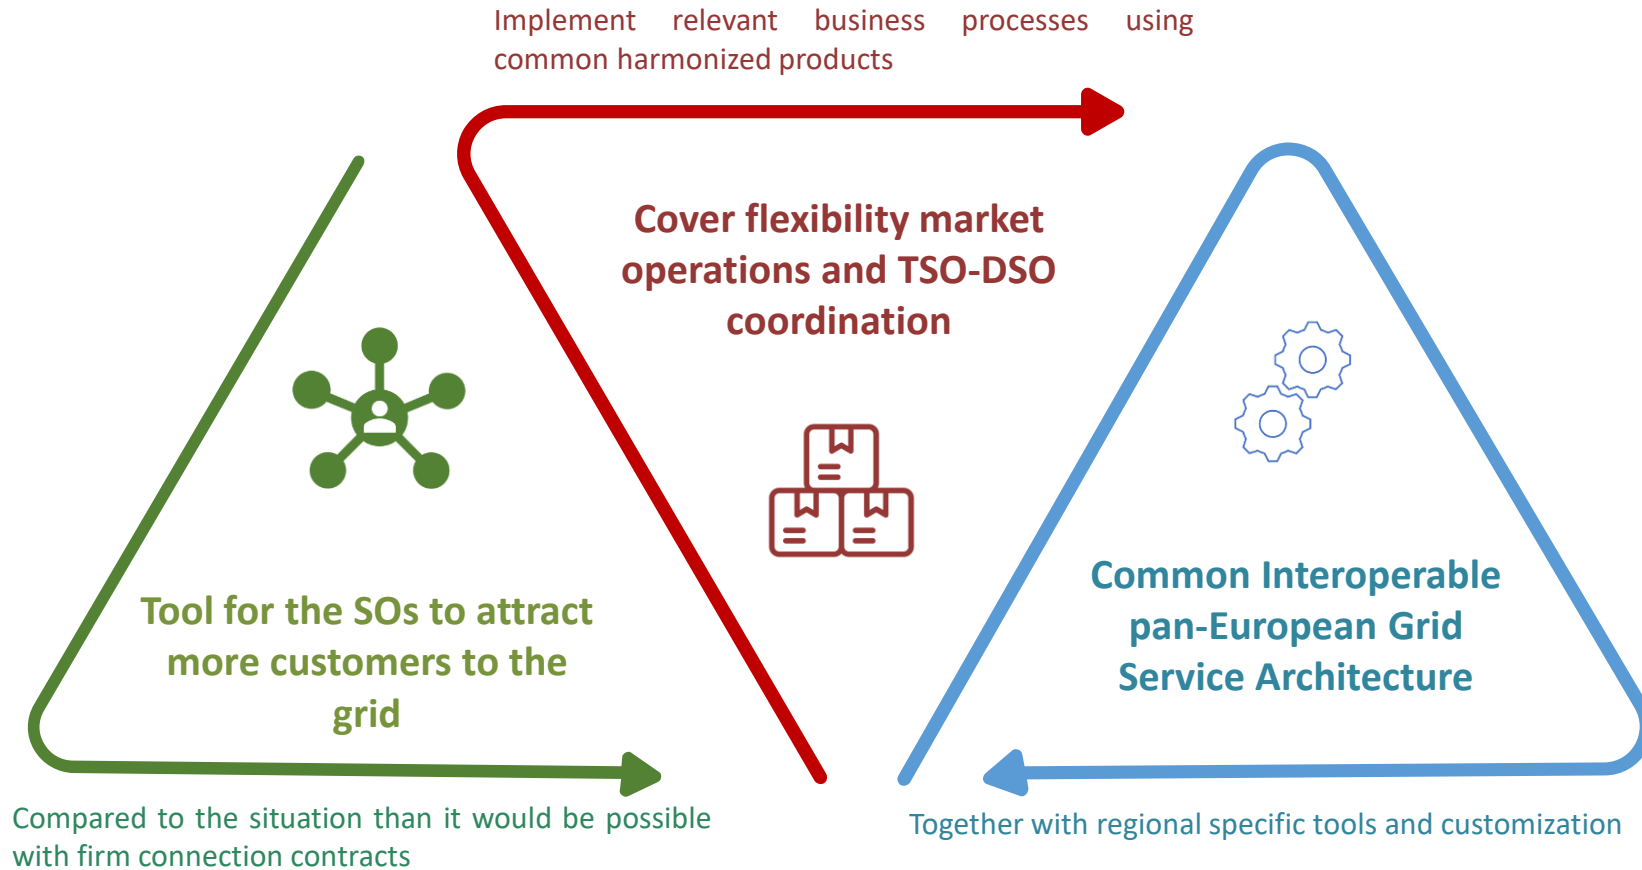 Implement relevant business processes using
common harmonized products
Cover flexibility market
operations and TSO-DSO
coordination
Tool for the SOs to attract
more customers to the
grid
Common Interoperable
pan-European Grid
Service Architecture
Compared to the situation than it would be possible
with firm connection contracts
Together with regional specific tools and customization